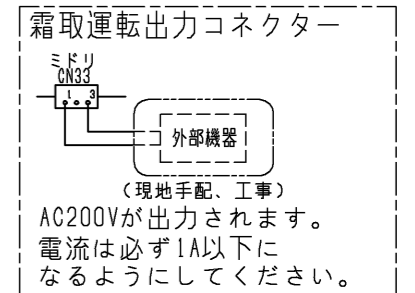 霜取運転出力コネクター
ミドリ
CN33
1 3
外部機器
(現地手配、工事)
AC200Vが出力されます。
電流は必ず1A以下に
なるようにしてください。